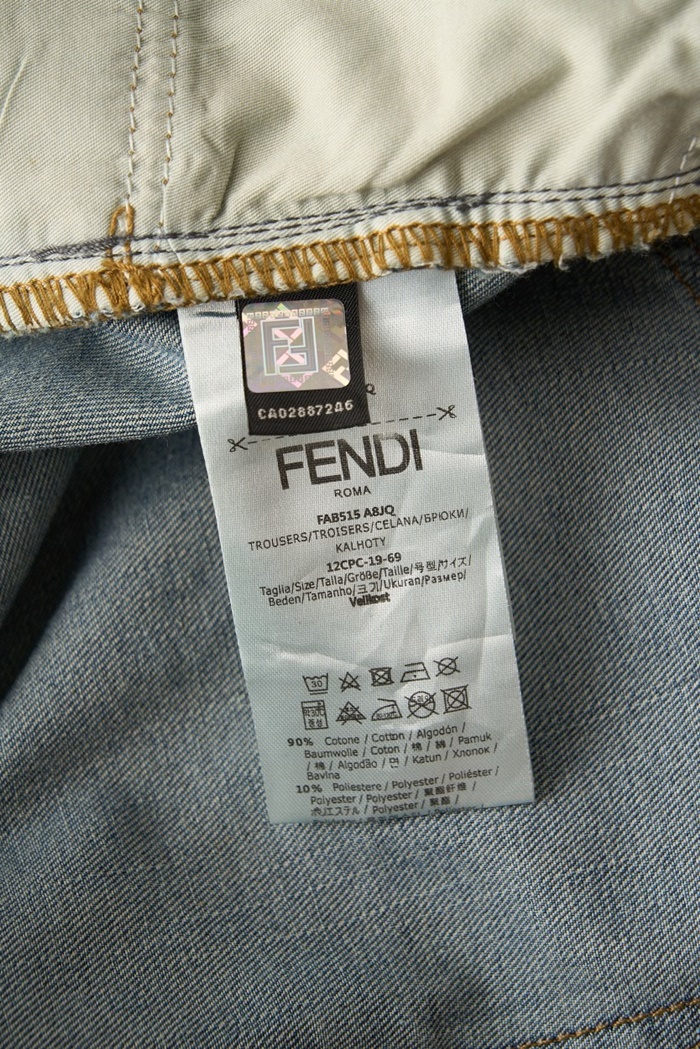 CA02887246
Q
FENDI
ROMA
FAB515 A8JQ
TROUSERS/TROISERS/CELANA/БРЮКИ/
KALHOTY
12CPC-19-69
Taglia/Size/Talla/Größe/Taille/号型/サイズ/
Beden/Tamanho/크기/Ukuran/Размер/
Velikost
30
90% Cotone / Cotton / Algodón /
Baumwolle / Coton / 棉 / 綿 / Pamuk
/ 棉 / Algodão / 면 / Katun / Хлопок /
Bavlna
10% Poliestere / Polyester / Poliéster /
Polyester / Polyester / 聚酯纤维 /
ポリエステル / Polyester / 聚酯 /